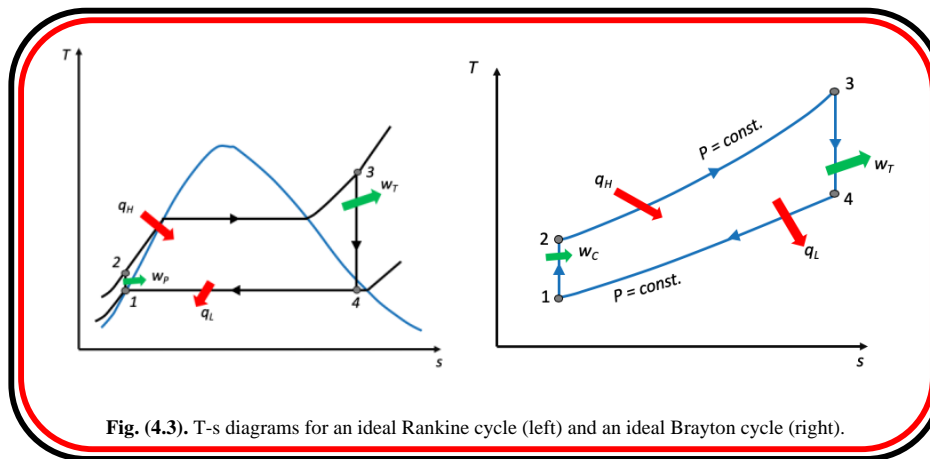 T
3
w_T
q_H
2
w_P
1
4
q_L
s
T
3
P = const.
w_T
q_H
4
2
w_C
q_L
1
P = const.
s
Fig. (4.3). T-s diagrams for an ideal Rankine cycle (left) and an ideal Brayton cycle (right).